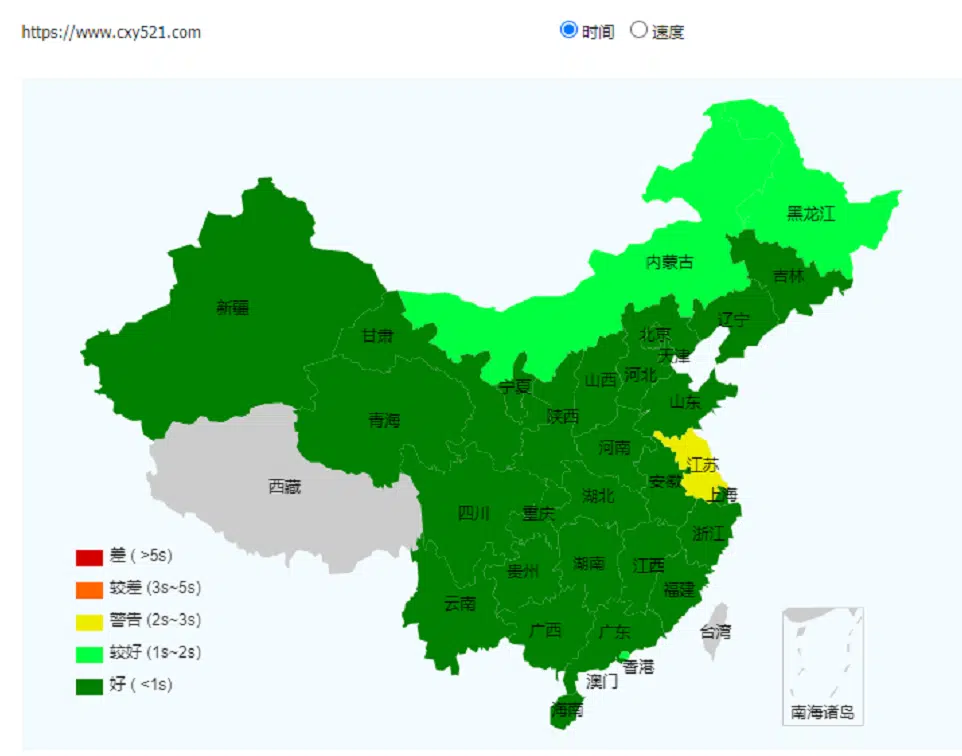 https://www.cxy521.com 时间 速度
黑龙江
内蒙古
吉林
新疆
辽宁
甘肃
北京
天津
河北
山西
宁夏
山东
陕西
青海
河南
江苏
安徽
西藏
上海
湖北
四川
重庆
浙江
差 ( >5s)
湖南
江西
贵州
较差 (3s~5s)
福建
云南
警告 (2s~3s)
广西
广东
台湾
较好 (1s~2s)
香港
澳门
好 ( <1s)
海南
南海诸岛